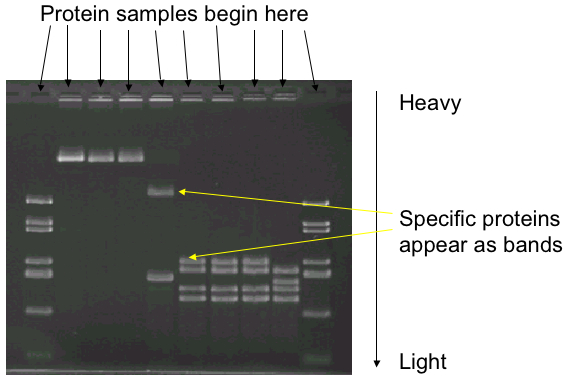 Protein samples begin here
Heavy
Specific proteins
appear as bands
Light